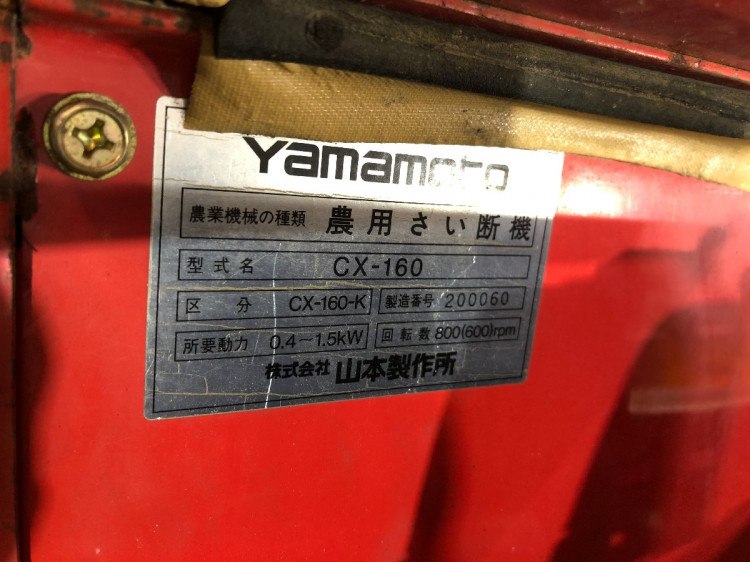 Yamamoto
農業機械の種類 農用さい断機
型式名 CX-160
区分 CX-160-K 製造番号 200060
所要動力 0.4〜1.5kW 回転数 800(600)rpm
株式会社 山本製作所